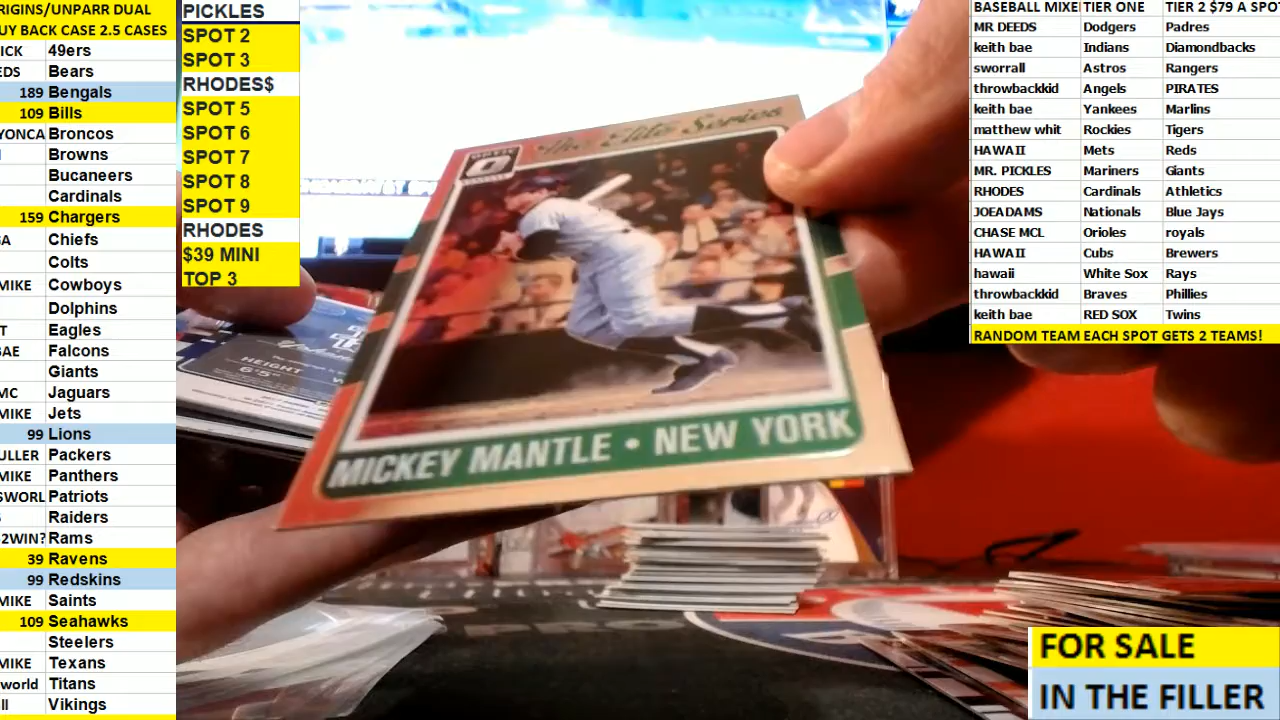 RIGINS/UNPARR DUAL
UY BACK CASE 2.5 CASES
ICK 49ers
EDS Bears
189 Bengals
109 Bills
YONCA Broncos
Browns
Bucaneers
Cardinals
159 Chargers
GA Chiefs
Colts
MIKE Cowboys
Dolphins
T Eagles
BAE Falcons
Giants
MC Jaguars
MIKE Jets
99 Lions
ULLER Packers
MIKE Panthers
SWORL Patriots
Raiders
2WIN? Rams
39 Ravens
99 Redskins
MIKE Saints
109 Seahawks
Steelers
MIKE Texans
world Titans
ll Vikings
PICKLES
SPOT 2
SPOT 3
RHODES$
SPOT 5
SPOT 6
SPOT 7
SPOT 8
SPOT 9
RHODES
$39 MINI
TOP 3
The Elite Series
OPTIC
MICKEY MANTLE • NEW YORK
HEIGHT
6'5"
BASEBALL MIXE TIER ONE TIER 2 $79 A SPOT
MR DEEDS Dodgers Padres
keith bae Indians Diamondbacks
sworrall Astros Rangers
throwbackkid Angels PIRATES
keith bae Yankees Marlins
matthew whit Rockies Tigers
HAWAII Mets Reds
MR. PICKLES Mariners Giants
RHODES Cardinals Athletics
JOEADAMS Nationals Blue Jays
CHASE MCL Orioles royals
HAWAII Cubs Brewers
hawaii White Sox Rays
throwbackkid Braves Phillies
keith bae RED SOX Twins
RANDOM TEAM EACH SPOT GETS 2 TEAMS!
FOR SALE
IN THE FILLER